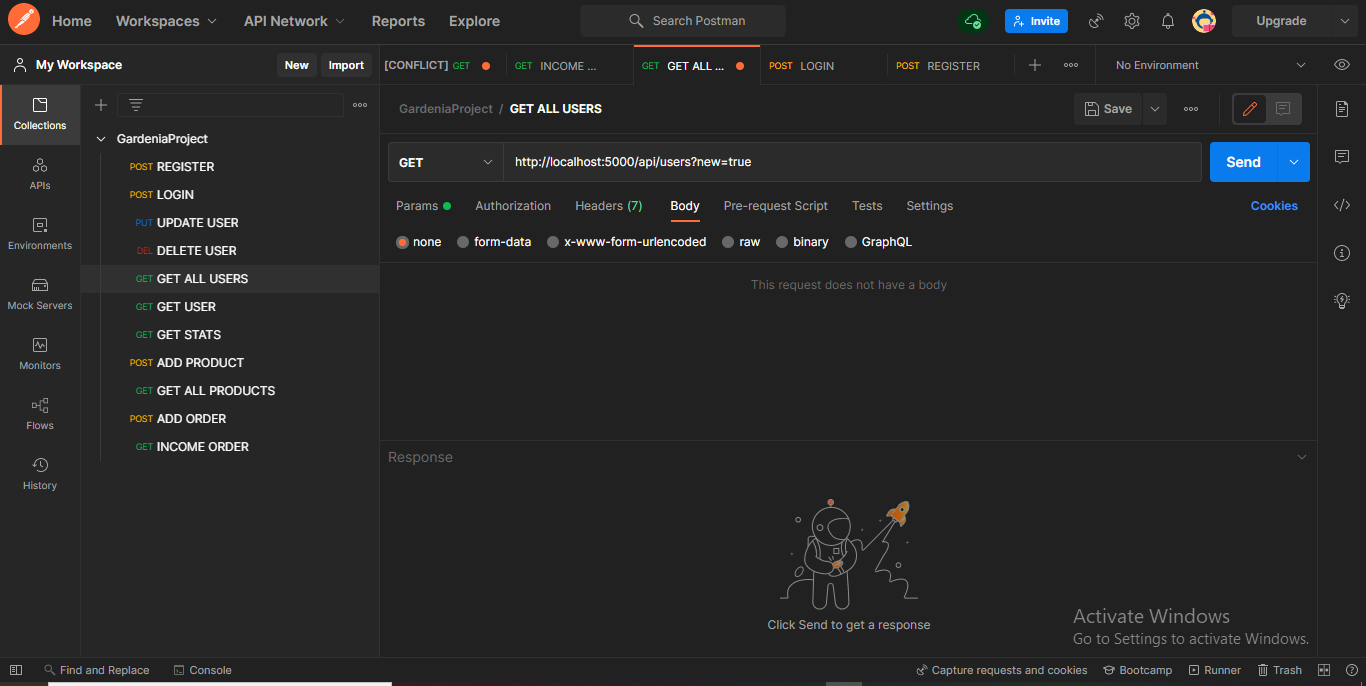 Home Workspaces API Network Reports Explore Search Postman Invite Upgrade
My Workspace New Import [CONFLICT] GET GET INCOME ... GET GET ALL ... POST LOGIN POST REGISTER No Environment
Collections
APIs
Environments
Mock Servers
Monitors
Flows
History
GardeniaProject
POST REGISTER
POST LOGIN
PUT UPDATE USER
DEL DELETE USER
GET GET ALL USERS
GET GET USER
GET GET STATS
POST ADD PRODUCT
GET GET ALL PRODUCTS
POST ADD ORDER
GET INCOME ORDER
GardeniaProject / GET ALL USERS Save
GET http://localhost:5000/api/users?new=true Send
Params Authorization Headers (7) Body Pre-request Script Tests Settings Cookies
none form-data x-www-form-urlencoded raw binary GraphQL
This request does not have a body
Response
Click Send to get a response
Activate Windows
Go to Settings to activate Windows.
Find and Replace Console Capture requests and cookies Bootcamp Runner Trash